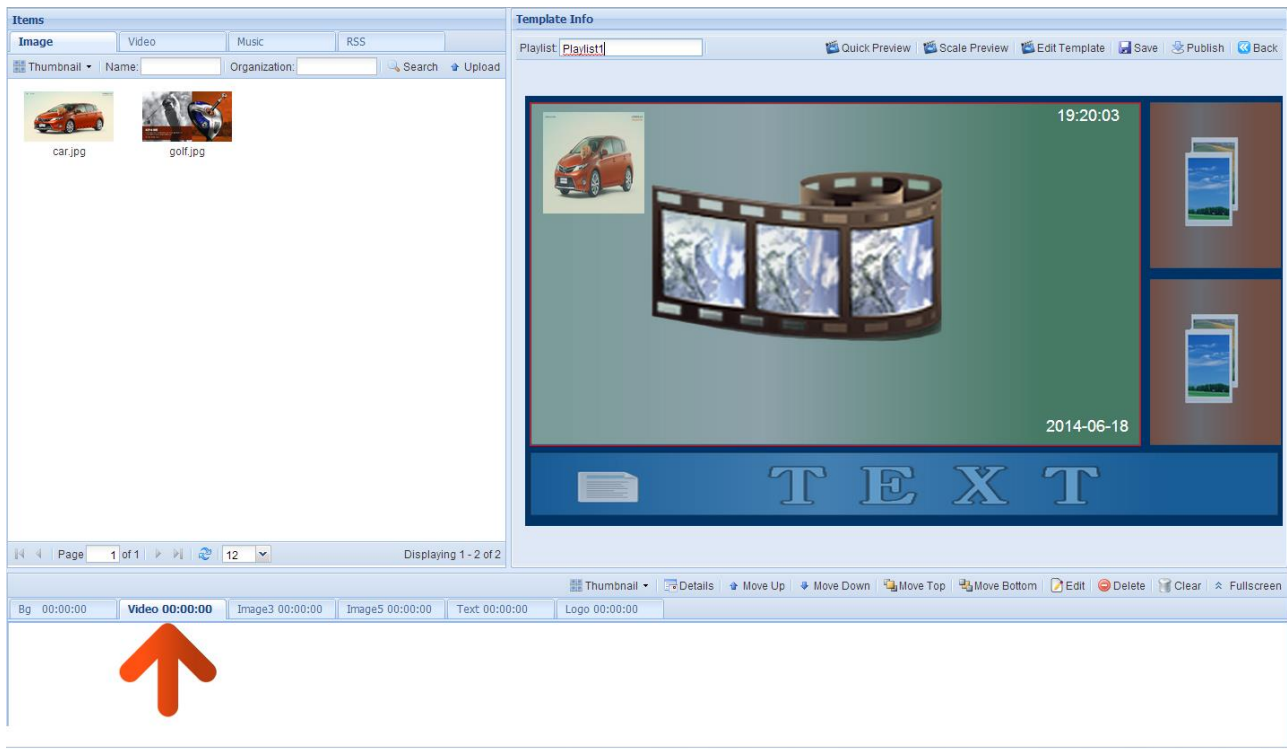 Items
Image Video Music RSS
Thumbnail Name: Organization: Search Upload
car.jpg golf.jpg
Page 1 of 1 12 Displaying 1 - 2 of 2
Template Info
Playlist: Playlist1 Quick Preview Scale Preview Edit Template Save Publish Back
19:20:03
2014-06-18
TEXT
Thumbnail Details Move Up Move Down Move Top Move Bottom Edit Delete Clear Fullscreen
Bg 00:00:00 Video 00:00:00 Image3 00:00:00 Image5 00:00:00 Text 00:00:00 Logo 00:00:00